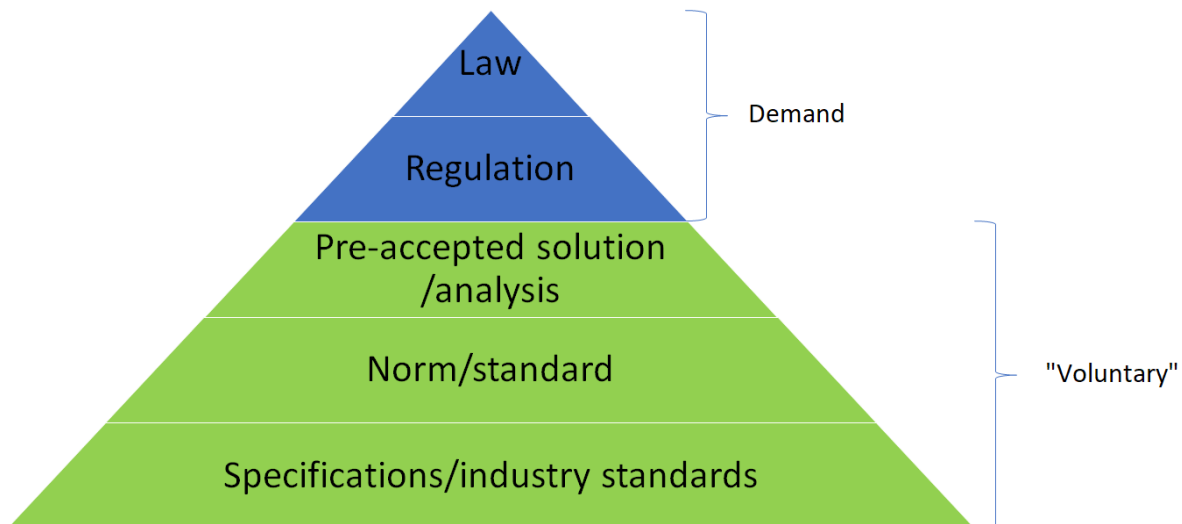 Law
Demand
Regulation
Pre-accepted solution
/analysis
Norm/standard
"Voluntary"
Specifications/industry standards